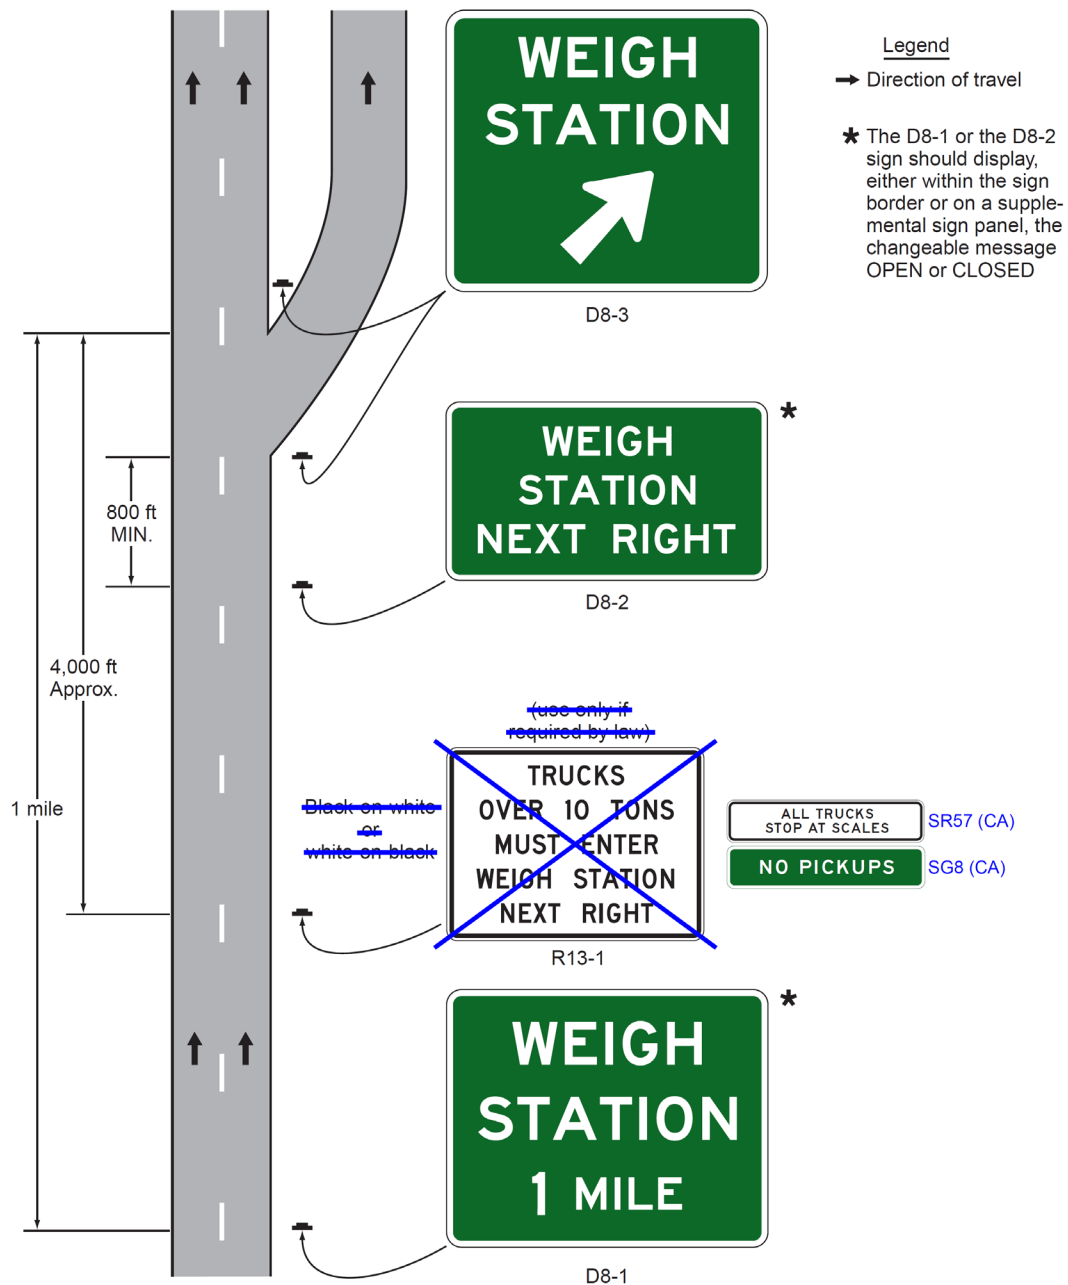 WEIGH
STATION
D8-3
Legend
Direction of travel
* The D8-1 or the D8-2
sign should display,
either within the sign
border or on a supple-
mental sign panel, the
changeable message
OPEN or CLOSED
*
WEIGH
STATION
NEXT RIGHT
D8-2
800 ft
MIN.
4,000 ft
Approx.
1 mile
(use only if
required by law)
Black on white
or
white on black
TRUCKS
OVER 10 TONS
MUST ENTER
WEIGH STATION
NEXT RIGHT
R13-1
ALL TRUCKS
STOP AT SCALES
SR57 (CA)
NO PICKUPS
SG8 (CA)
*
WEIGH
STATION
1 MILE
D8-1